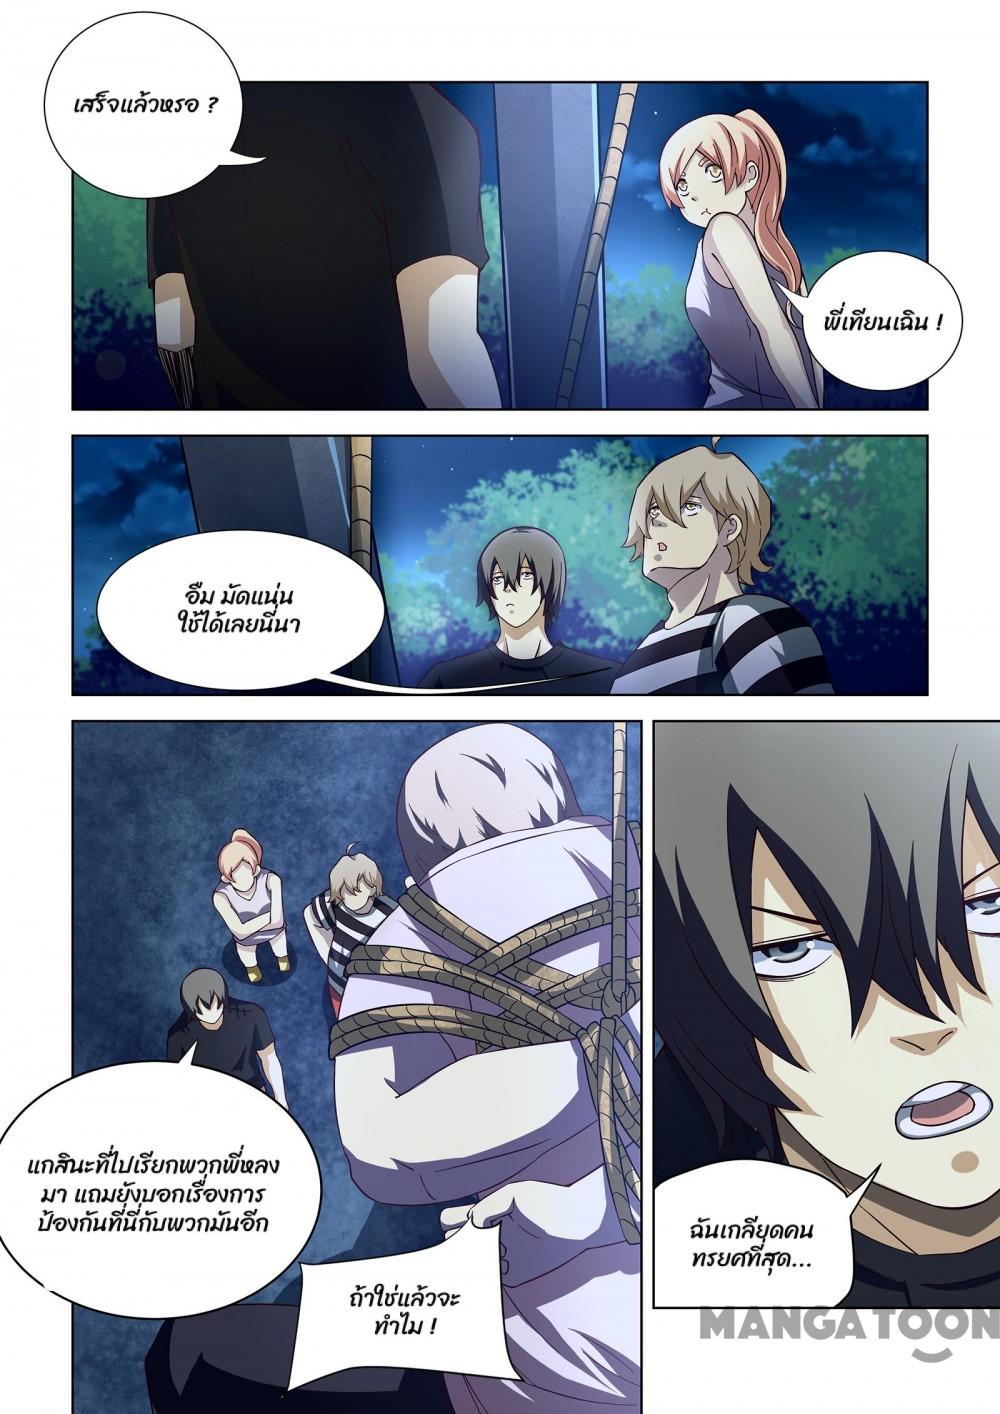 เสร็จแล้วหรอ ?
พี่เทียนเฉิน !
อืม มัดแน่น
ใช้ได้เลยนี่นา
แกสินะที่ไปเรียกพวกพี่หลง
มา แถมยังบอกเรื่องการ
ป้องกันที่นี่กับพวกมันอีก
ถ้าใช่แล้วจะ
ทำไม !
ฉันเกลียดคน
ทรยศที่สุด...
MANGATOON